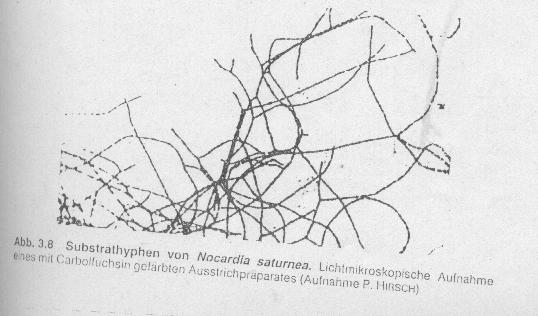 Abb. 3.8 Substrathyphen von Nocardia saturnea. Lichtmikroskopische Aufnahme
eines mit Carbolfuchsin gefärbten Ausstrichpräparates (Aufnahme P. HIRSCH)